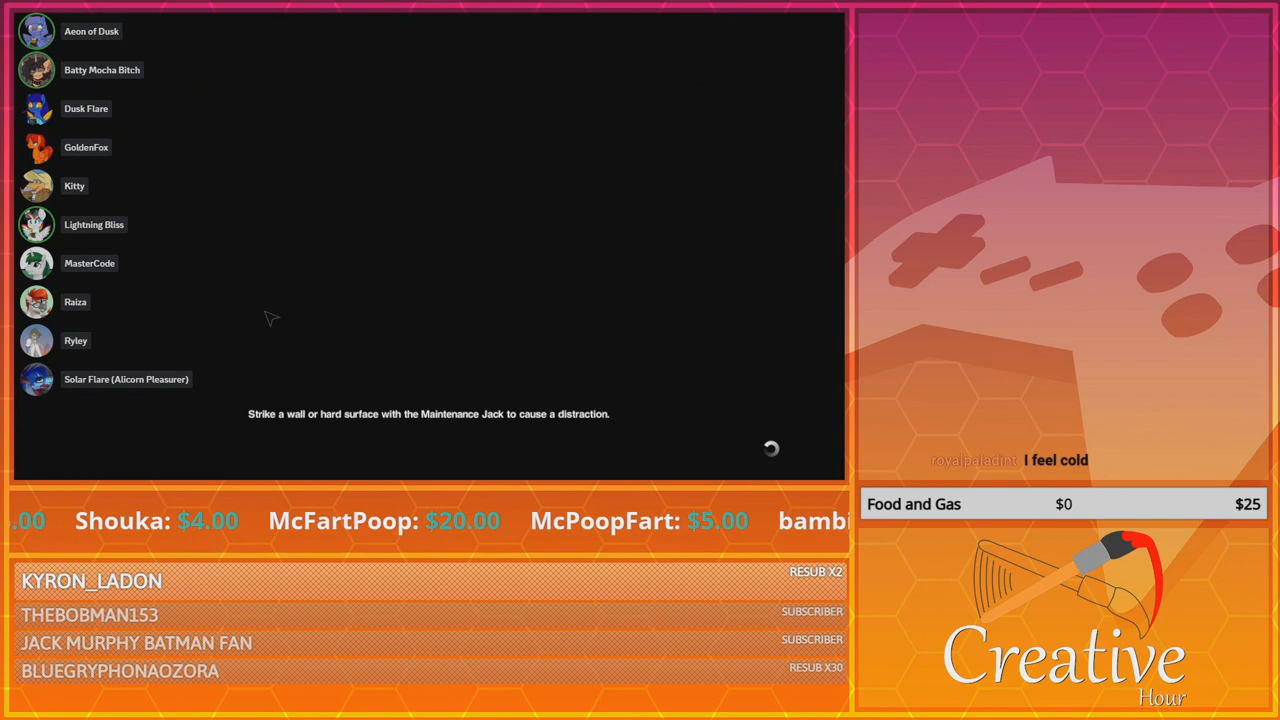 Aeon of Dusk
Batty Mocha Bitch
Dusk Flare
GoldenFox
Kitty
Lightning Bliss
MasterCode
Raiza
Ryley
Solar Flare (Alicorn Pleasurer)
Strike a wall or hard surface with the Maintenance Jack to cause a distraction.
.00 Shouka: $4.00 McFartPoop: $20.00 McPoopFart: $5.00 bambi
KYRON_LADON RESUB X2
THEBOBMAN153 SUBSCRIBER
JACK MURPHY BATMAN FAN SUBSCRIBER
BLUEGRYPHONAOZORA RESUB X30
royalpaladint I feel cold
Food and Gas $0 $25
Creative
Hour